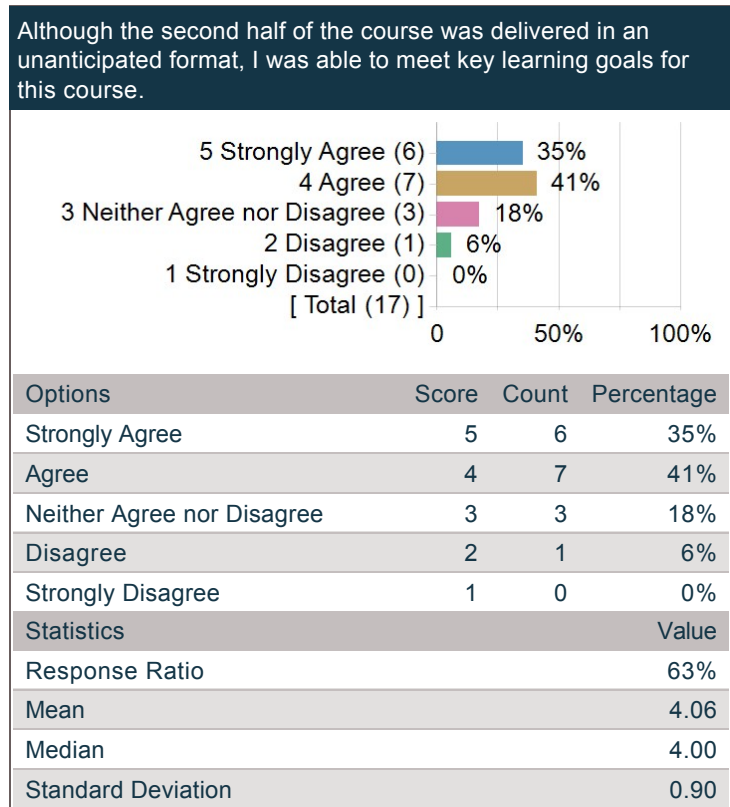 Although the second half of the course was delivered in an
unanticipated format, I was able to meet key learning goals for
this course.
5 Strongly Agree (6) 35%
4 Agree (7) 41%
3 Neither Agree nor Disagree (3) 18%
2 Disagree (1) 6%
1 Strongly Disagree (0) 0%
[ Total (17) ]
0 50% 100%
Options Score Count Percentage
Strongly Agree 5 6 35%
Agree 4 7 41%
Neither Agree nor Disagree 3 3 18%
Disagree 2 1 6%
Strongly Disagree 1 0 0%
Statistics Value
Response Ratio 63%
Mean 4.06
Median 4.00
Standard Deviation 0.90